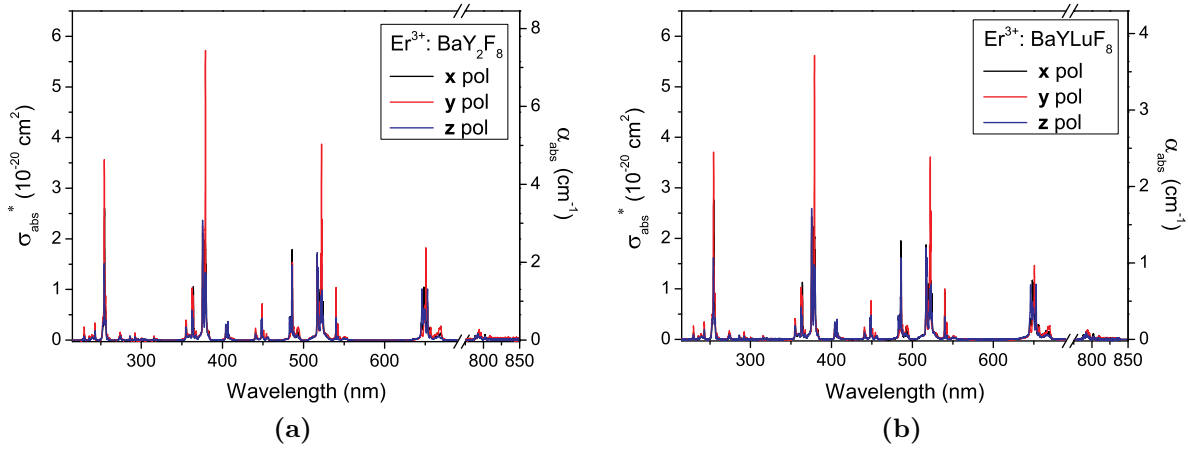 Er³⁺: BaY₂F₈
x pol
y pol
z pol
σabs* (10⁻²⁰ cm²)
6
5
4
3
2
1
0
αabs (cm⁻¹)
8
6
4
2
0
300 400 500 600 800 850
Wavelength (nm)
(a)
Er³⁺: BaYLuF₈
x pol
y pol
z pol
σabs* (10⁻²⁰ cm²)
6
5
4
3
2
1
0
αabs (cm⁻¹)
4
3
2
1
0
300 400 500 600 800 850
Wavelength (nm)
(b)